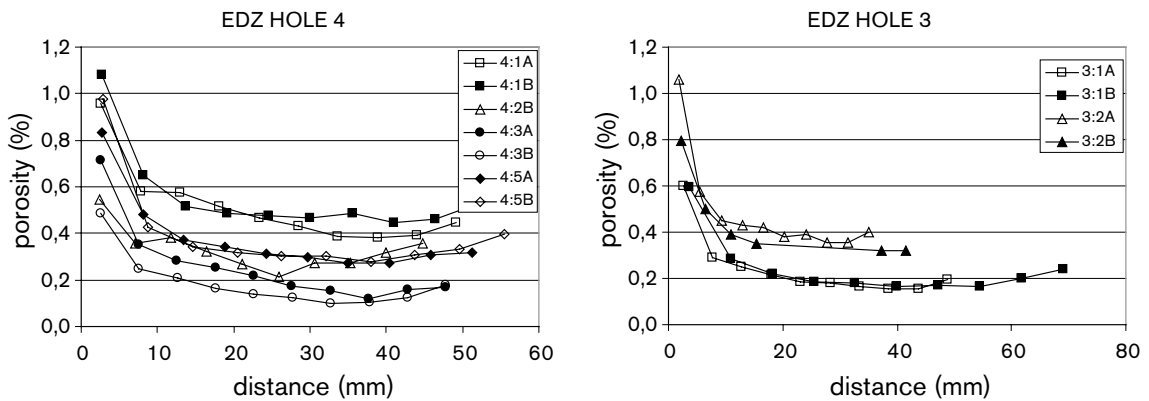 EDZ HOLE 4
1,2
1,0
0,8
0,6
0,4
0,2
0,0
porosity (%)
0 10 20 30 40 50 60
distance (mm)
4:1A
4:1B
4:2B
4:3A
4:3B
4:5A
4:5B
EDZ HOLE 3
1,2
1,0
0,8
0,6
0,4
0,2
0,0
porosity (%)
0 20 40 60 80
distance (mm)
3:1A
3:1B
3:2A
3:2B